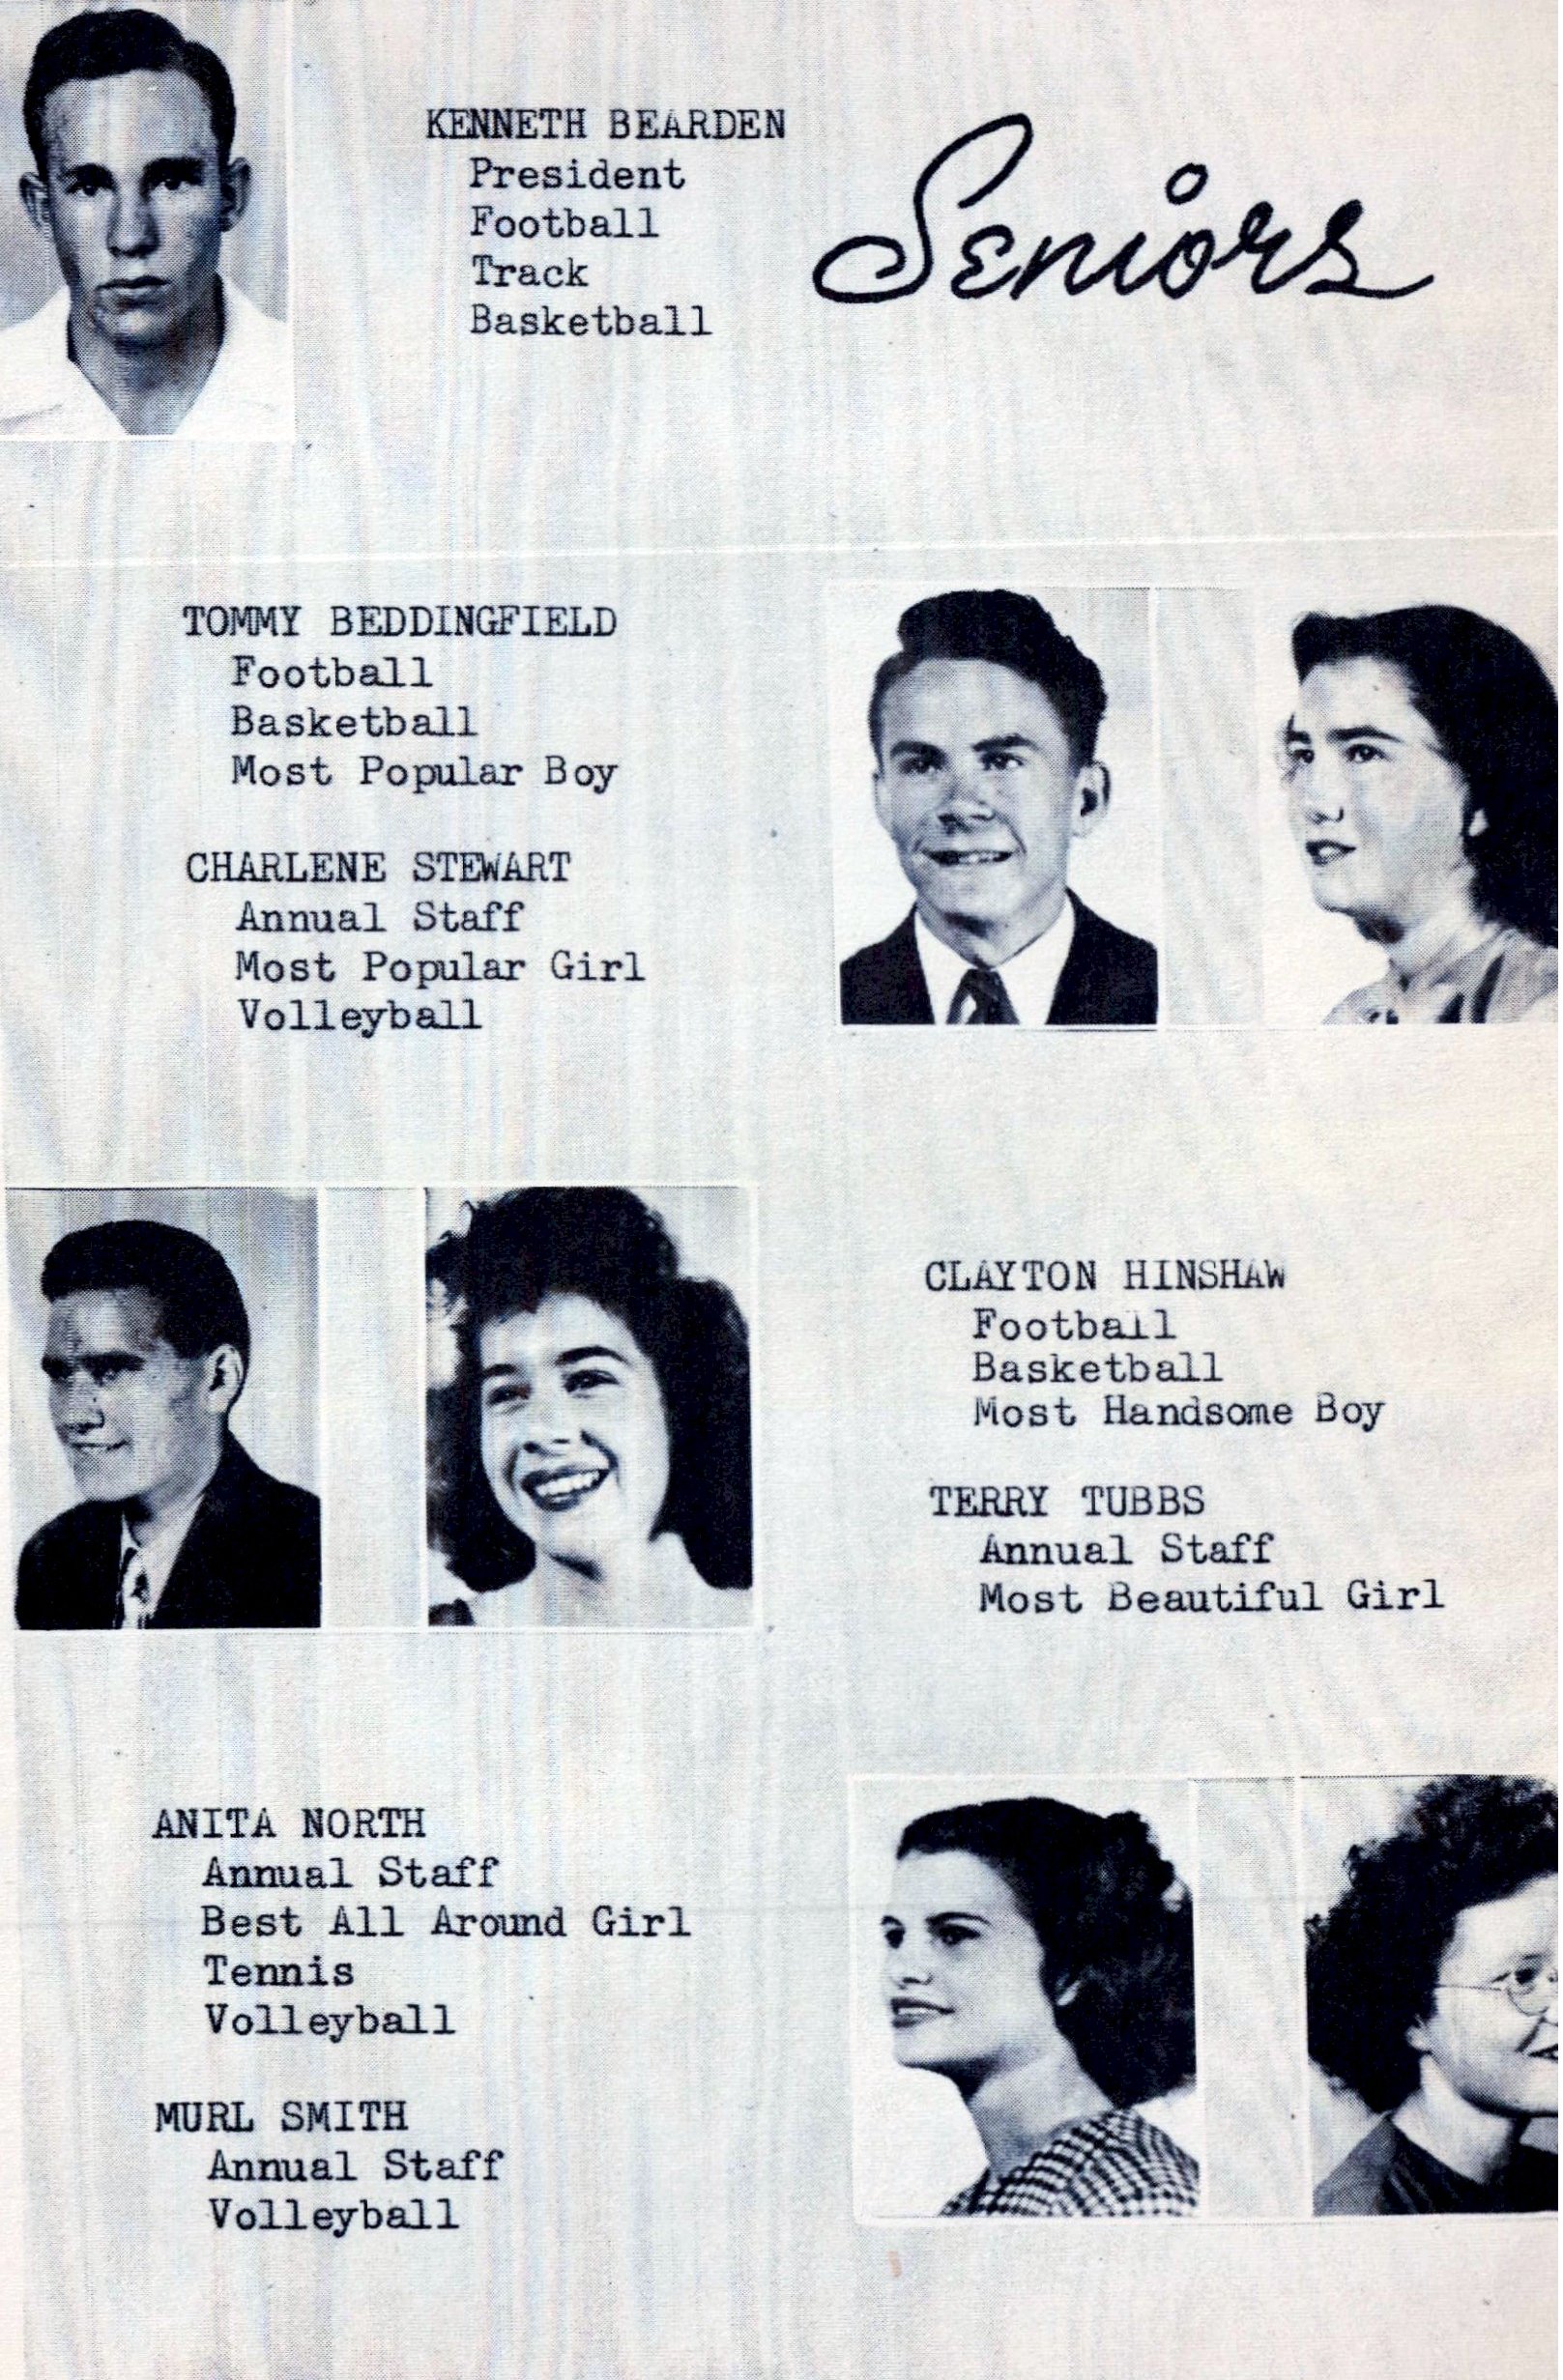 KENNETH BEARDEN
President
Football
Track
Basketball
Seniors
TOMMY BEDDINGFIELD
Football
Basketball
Most Popular Boy
CHARLENE STEWART
Annual Staff
Most Popular Girl
Volleyball
CLAYTON HINSHAW
Football
Basketball
Most Handsome Boy
TERRY TUBBS
Annual Staff
Most Beautiful Girl
ANITA NORTH
Annual Staff
Best All Around Girl
Tennis
Volleyball
MURL SMITH
Annual Staff
Volleyball